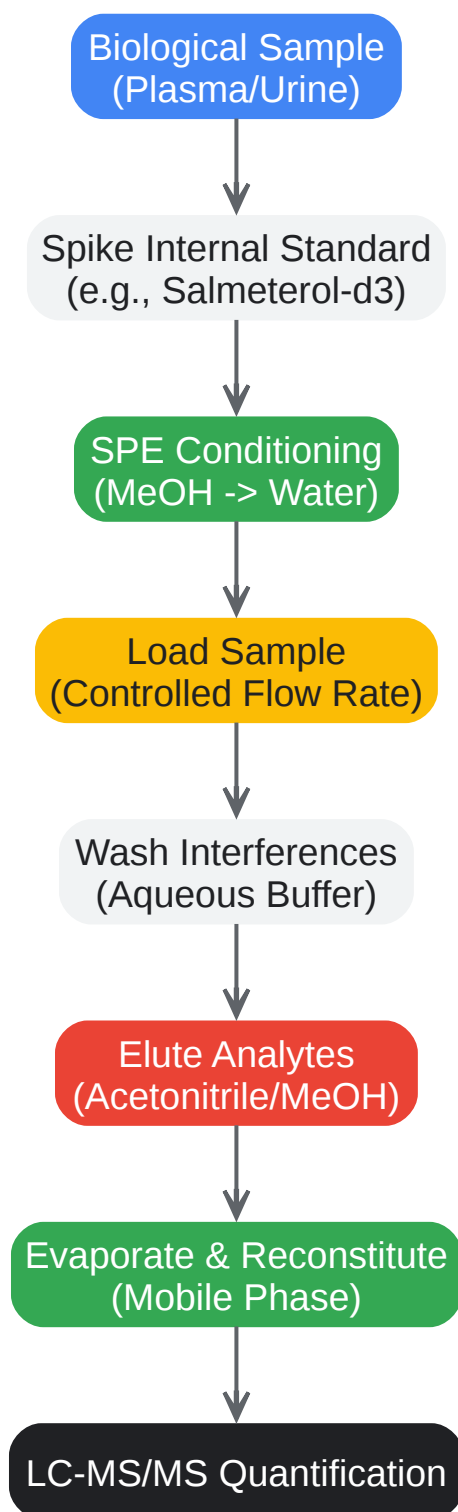 Biological Sample
(Plasma/Urine)
Spike Internal Standard
(e.g., Salmeterol-d3)
SPE Conditioning
(MeOH -> Water)
Load Sample
(Controlled Flow Rate)
Wash Interferences
(Aqueous Buffer)
Elute Analytes
(Acetonitrile/MeOH)
Evaporate & Reconstitute
(Mobile Phase)
LC-MS/MS Quantification